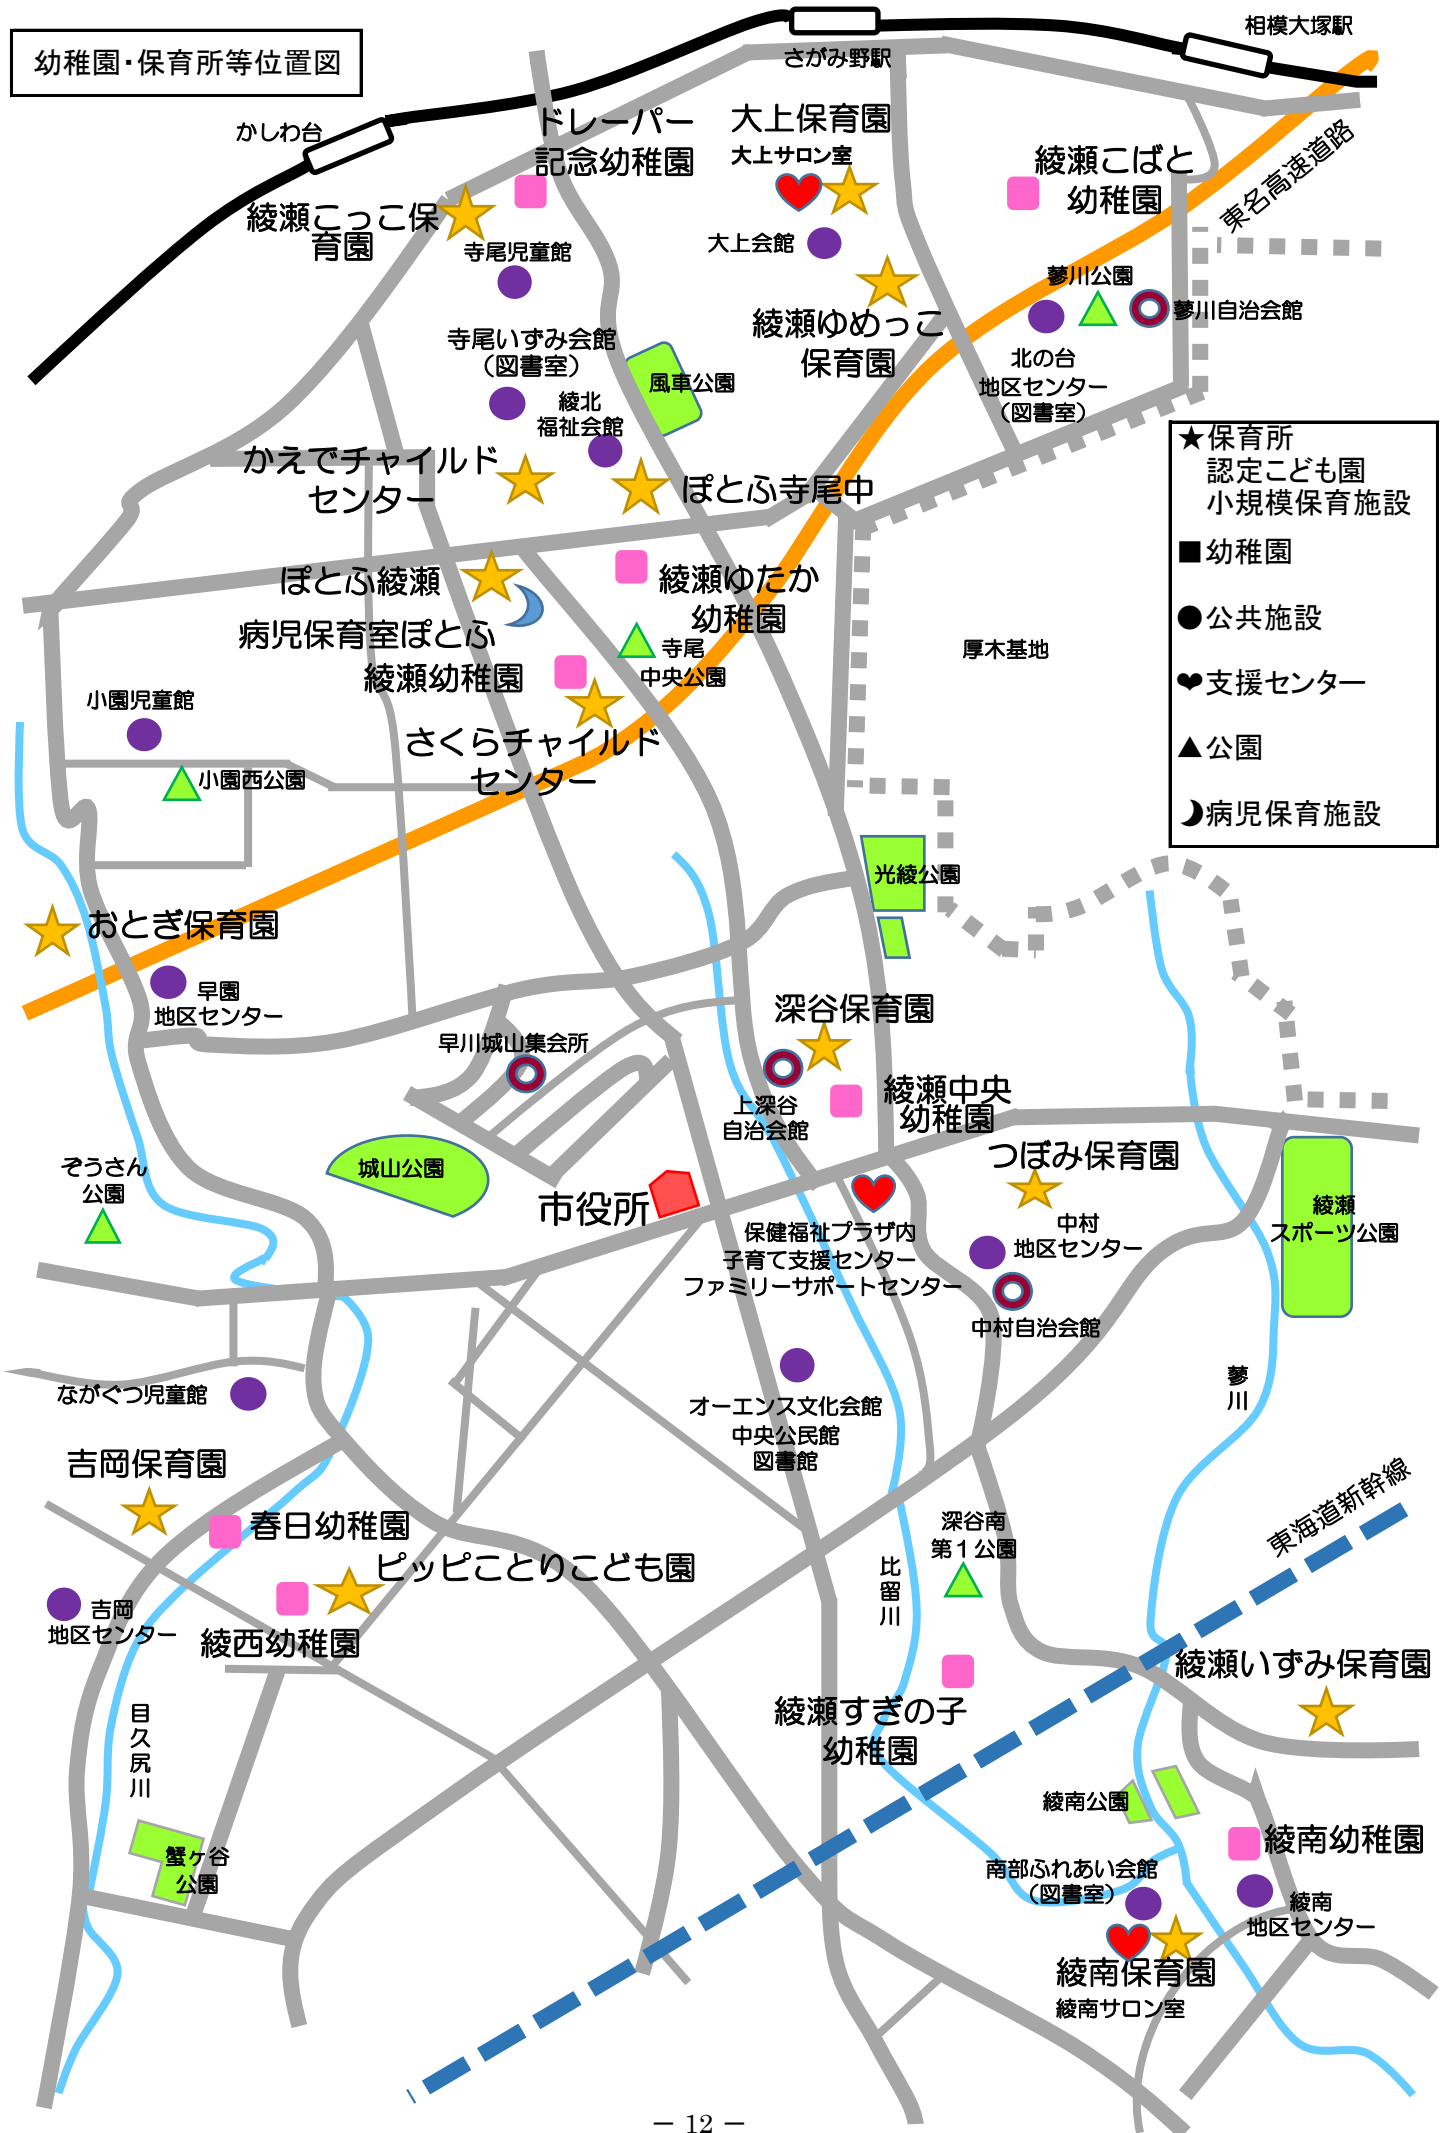 幼稚園・保育所等位置図
相模大塚駅
さがみ野駅
かしわ台
東名高速道路
ドレーパー
記念幼稚園
大上保育園
大上サロン室
綾瀬こばと
幼稚園
綾瀬こっこ保
育園
寺尾児童館
大上会館
蓼川公園
蓼川自治会館
綾瀬ゆめっこ
保育園
寺尾いずみ会館
（図書室）
北の台
地区センター
（図書室）
風車公園
綾北
福祉会館
かえでチャイルド
センター
ぽとふ寺尾中
★保育所
認定こども園
小規模保育施設
■幼稚園
●公共施設
❤支援センター
▲公園
病児保育施設
ぽとふ綾瀬
綾瀬ゆたか
幼稚園
病児保育室ぽとふ
寺尾
中央公園
厚木基地
綾瀬幼稚園
小園児童館
さくらチャイルド
センター
小園西公園
光綾公園
おとぎ保育園
早園
地区センター
深谷保育園
早川城山集会所
上深谷
自治会館
綾瀬中央
幼稚園
つぼみ保育園
ぞうさん
公園
城山公園
市役所
綾瀬
スポーツ公園
中村
地区センター
保健福祉プラザ内
子育て支援センター
ファミリーサポートセンター
中村自治会館
ながぐつ児童館
オーエンス文化会館
中央公民館
図書館
蓼川
吉岡保育園
東海道新幹線
春日幼稚園
深谷南
第１公園
ピッピことりこども園
比留川
吉岡
地区センター
綾西幼稚園
綾瀬いずみ保育園
目久尻川
綾瀬すぎの子
幼稚園
綾南公園
綾南幼稚園
蟹ヶ谷
公園
南部ふれあい会館
（図書室）
綾南
地区センター
綾南保育園
綾南サロン室
－ 12 －